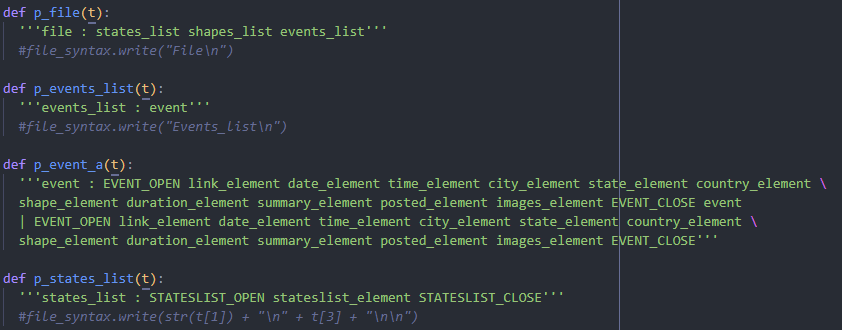 def p_file(t):
  '''file : states_list shapes_list events_list'''
  #file_syntax.write("File\n")
def p_events_list(t):
  '''events_list : event'''
  #file_syntax.write("Events_list\n")
def p_event_a(t):
  '''event : EVENT_OPEN link_element date_element time_element city_element state_element country_element \
  shape_element duration_element summary_element posted_element images_element EVENT_CLOSE event
  | EVENT_OPEN link_element date_element time_element city_element state_element country_element \
  shape_element duration_element summary_element posted_element images_element EVENT_CLOSE'''
def p_states_list(t):
  '''states_list : STATESLIST_OPEN stateslist_element STATESLIST_CLOSE'''
  #file_syntax.write(str(t[1]) + "\n" + t[3] + "\n\n")